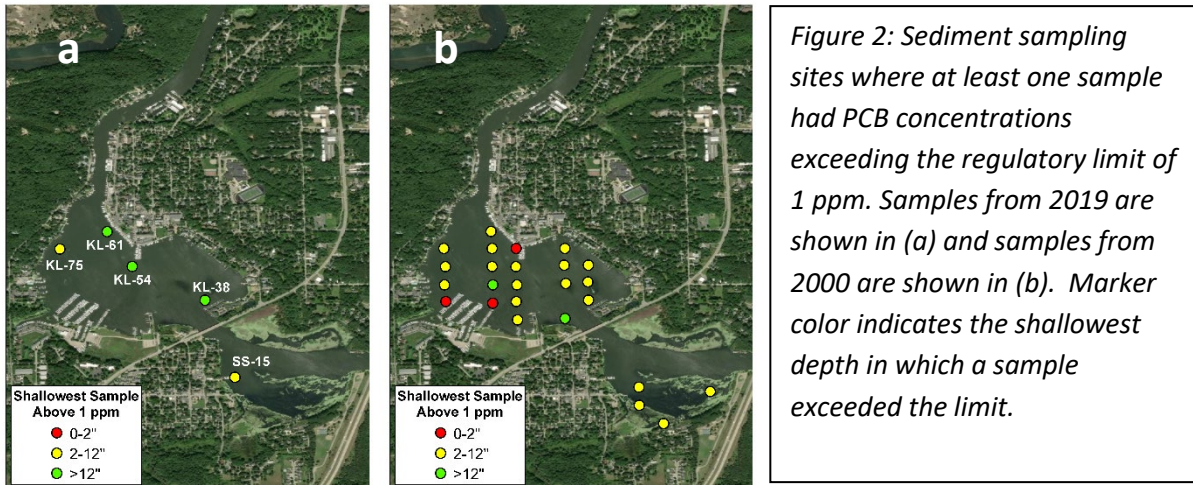 a
KL-61
KL-75
KL-54
KL-38
SS-15
Shallowest Sample
Above 1 ppm
0-2"
2-12"
>12"
b
Shallowest Sample
Above 1 ppm
0-2"
2-12"
>12"
Figure 2: Sediment sampling
sites where at least one sample
had PCB concentrations
exceeding the regulatory limit of
1 ppm. Samples from 2019 are
shown in (a) and samples from
2000 are shown in (b).  Marker
color indicates the shallowest
depth in which a sample
exceeded the limit.